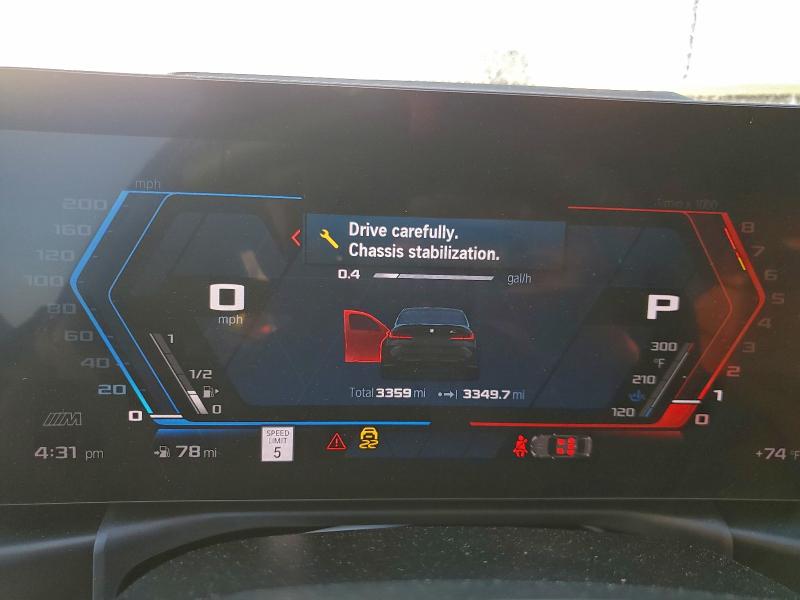 mph
rpm x 1000
200
160
120
100
80
60
40
20
0
Drive carefully.
Chassis stabilization.
0.4
gal/h
0
mph
P
8
7
6
5
4
3
2
1
0
1
1/2
0
300
°F
210
120
Total 3359 mi
3349.7 mi
M
4:31 pm
78 mi
SPEED
LIMIT
5
+74 °F